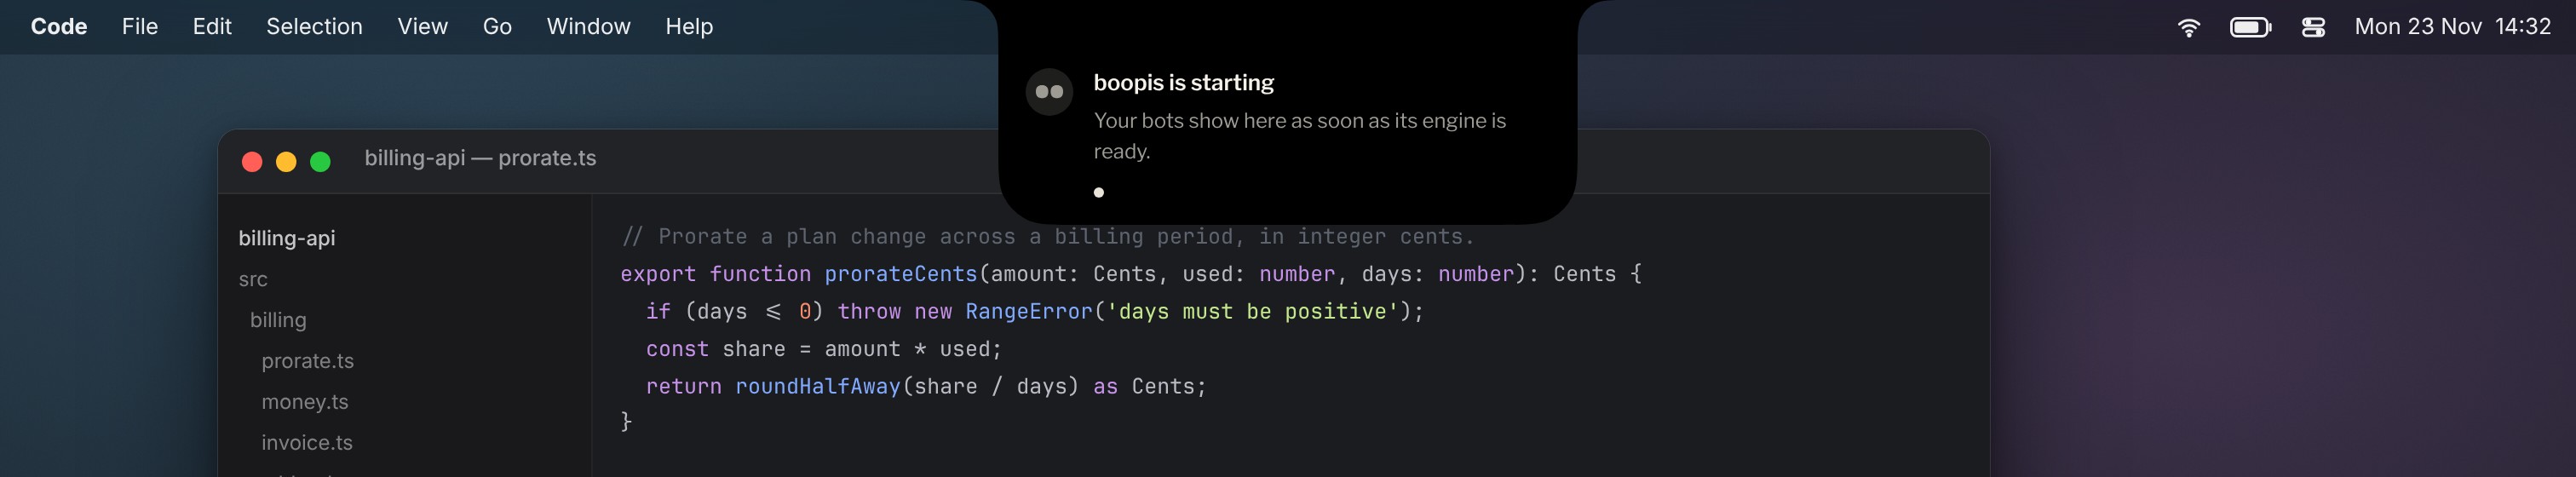 Code File Edit Selection View Go Window Help
Mon 23 Nov 14:32
boopis is starting
Your bots show here as soon as its engine is
ready.
billing-api — prorate.ts
billing-api
src
billing
prorate.ts
money.ts
invoice.ts
// Prorate a plan change across a billing period, in integer cents.
export function prorateCents(amount: Cents, used: number, days: number): Cents {
if (days <= 0) throw new RangeError('days must be positive');
const share = amount * used;
return roundHalfAway(share / days) as Cents;
}